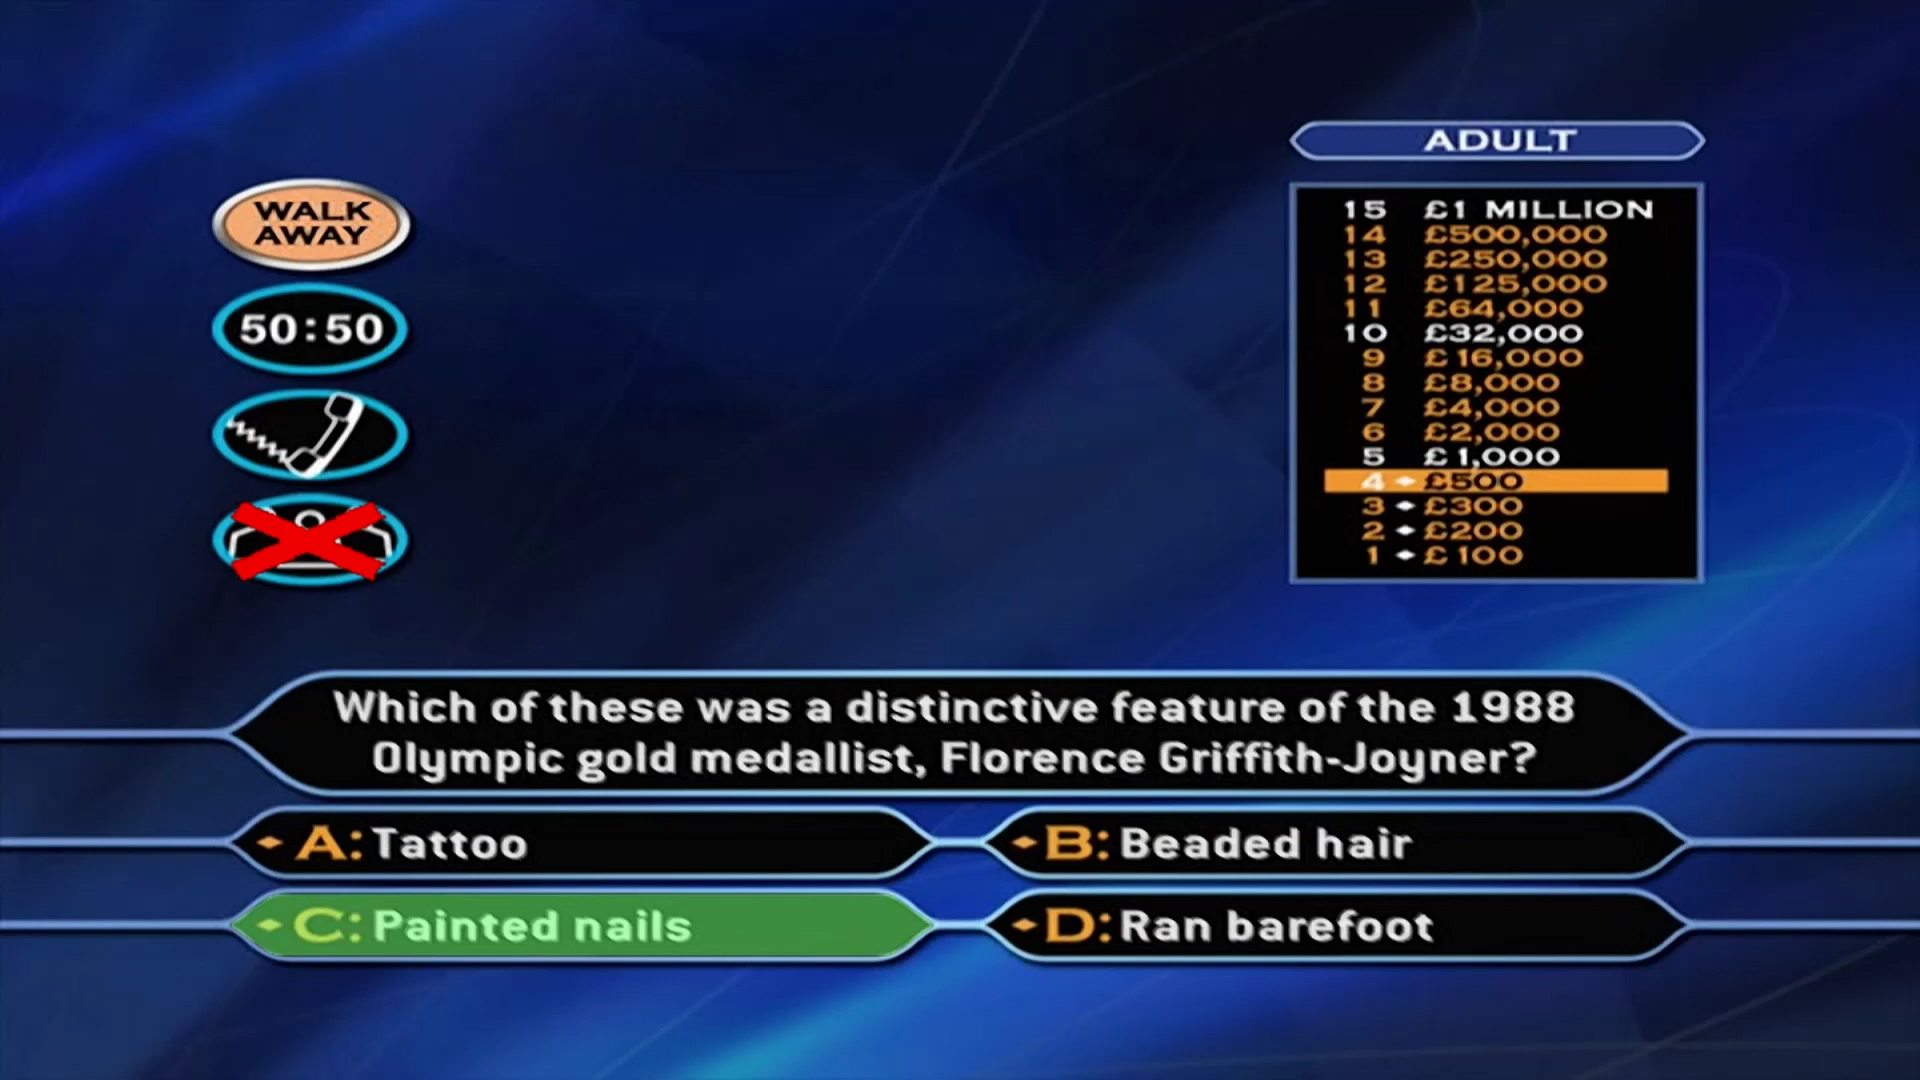 WALK
AWAY
50:50
ADULT
15 £1 MILLION
14 £500,000
13 £250,000
12 £125,000
11 £64,000
10 £32,000
9 £16,000
8 £8,000
7 £4,000
6 £2,000
5 £1,000
4 £500
3 £300
2 £200
1 £100
Which of these was a distinctive feature of the 1988
Olympic gold medallist, Florence Griffith-Joyner?
A: Tattoo
B: Beaded hair
C: Painted nails
D: Ran barefoot